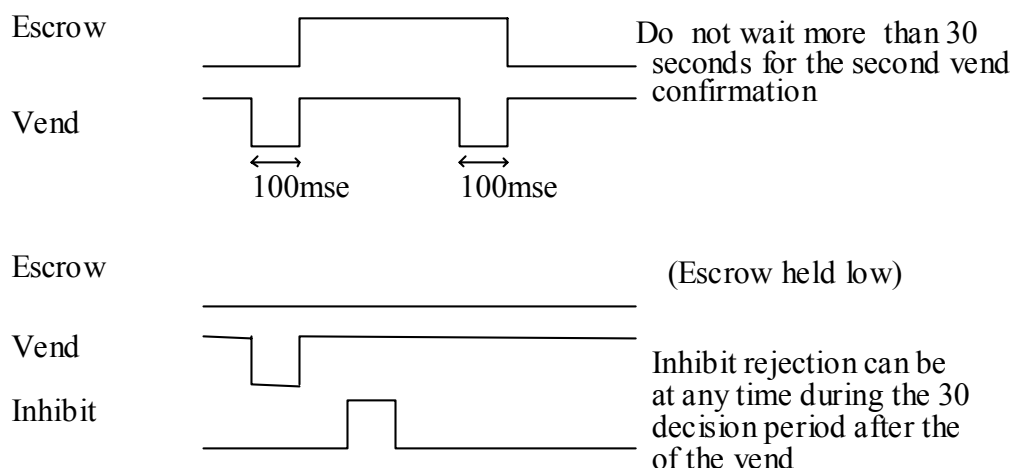 Escrow
Do not wait more than 30
seconds for the second vend
confirmation
Vend
100mse
100mse
Escrow
(Escrow held low)
Vend
Inhibit rejection can be
at any time during the 30
decision period after the
of the vend
Inhibit